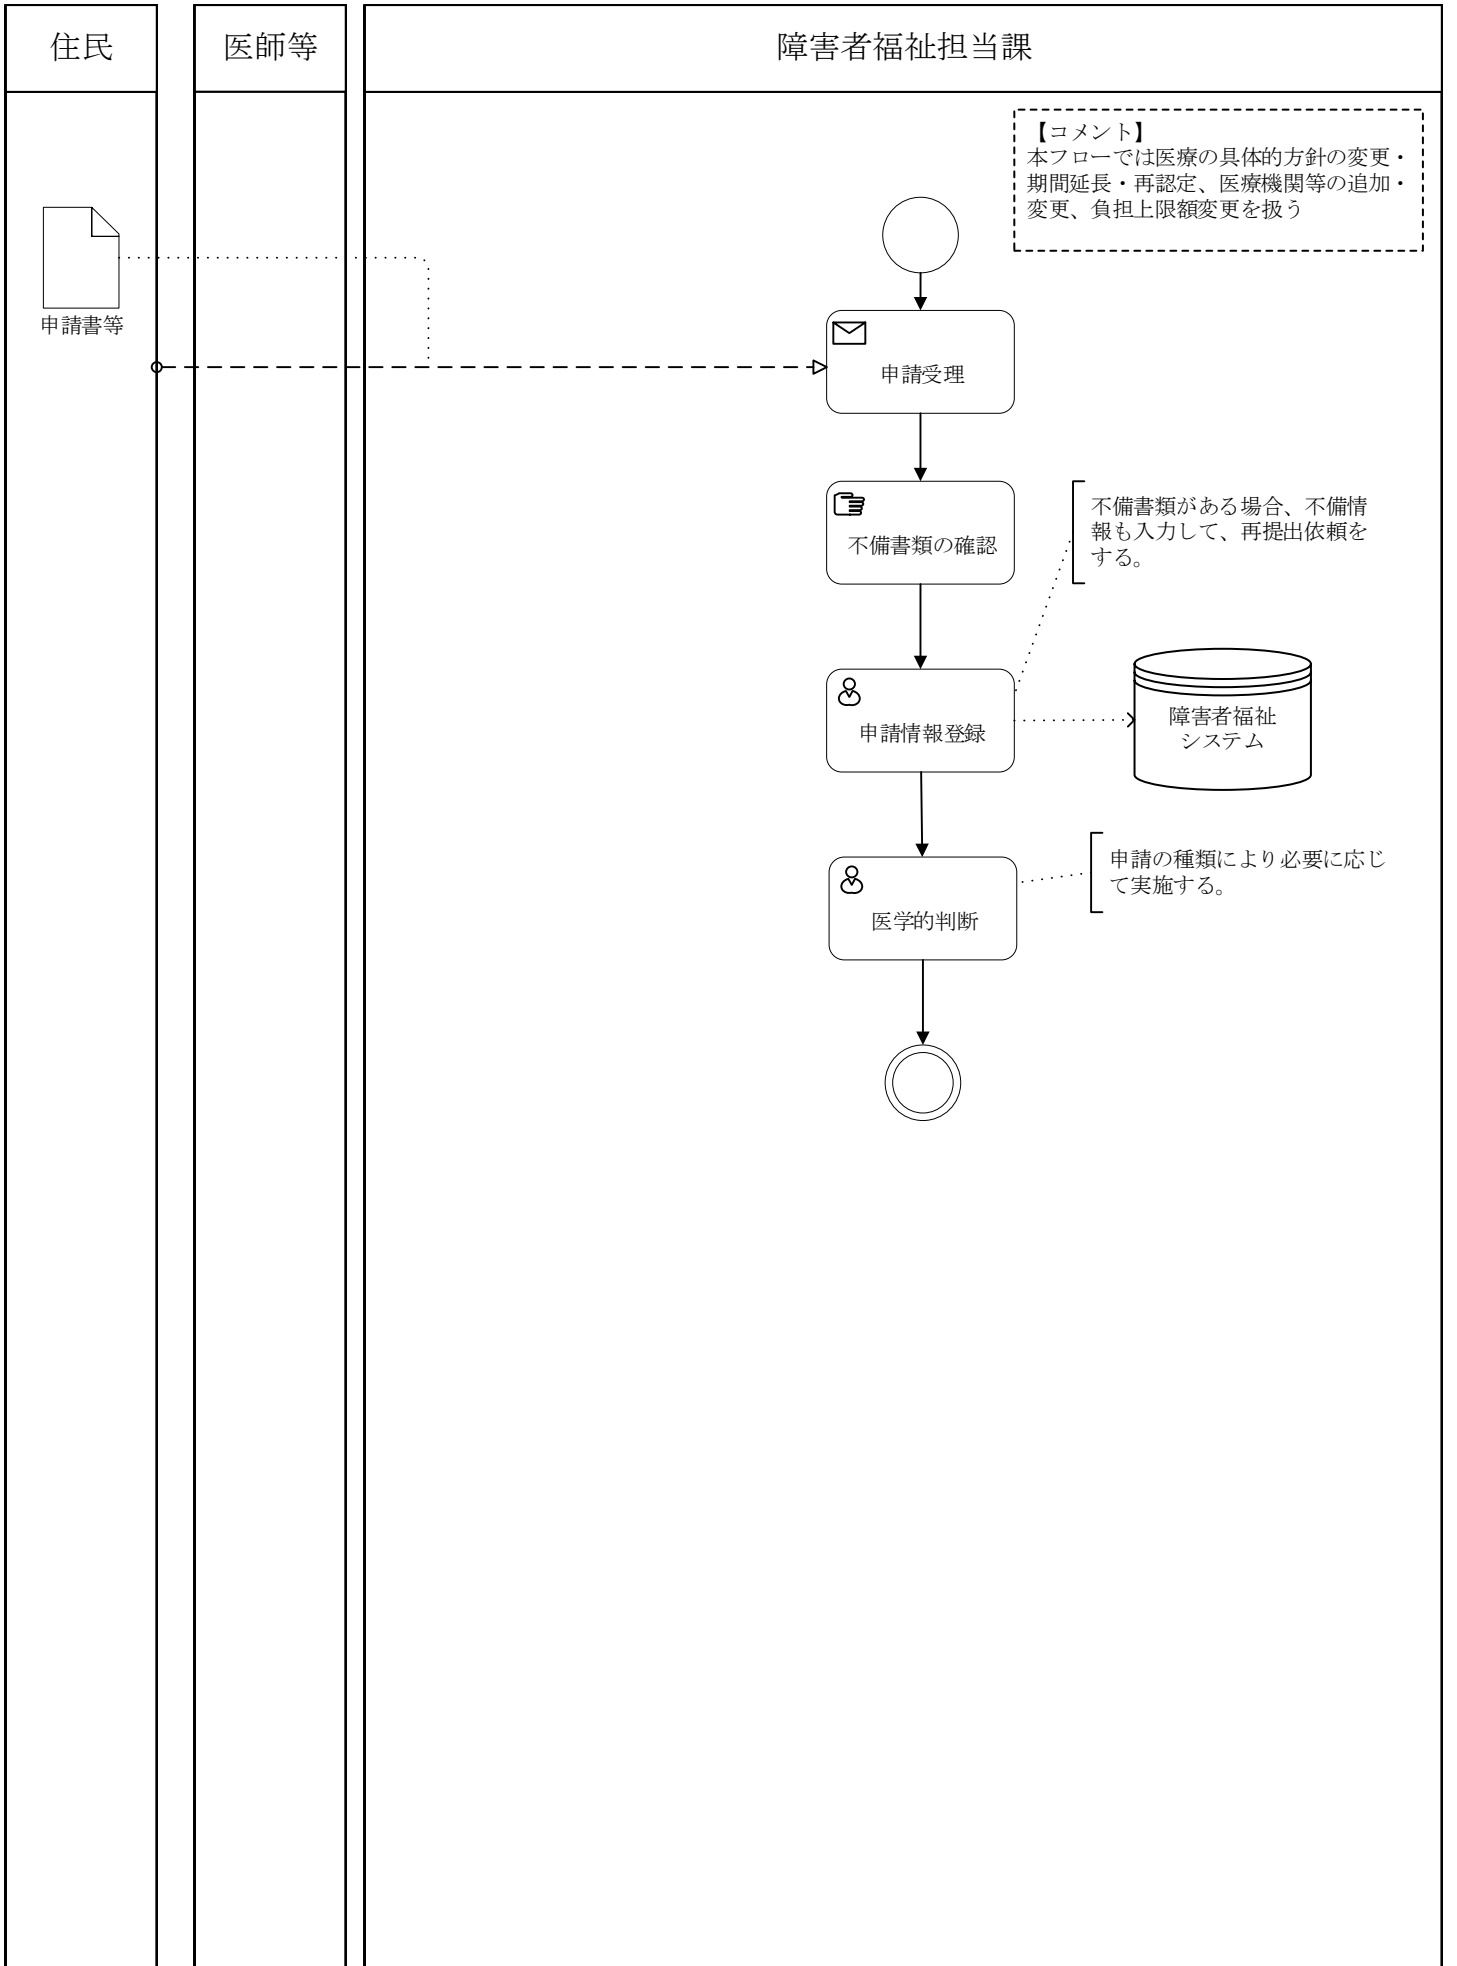 住民
医師等
障害者福祉担当課
【コメント】
本フローでは医療の具体的方針の変更・
期間延長・再認定、医療機関等の追加・
変更、負担上限額変更を扱う
申請書等
申請受理
不備書類の確認
不備書類がある場合、不備情
報も入力して、再提出依頼を
する。
申請情報登録
障害者福祉
システム
医学的判断
申請の種類により必要に応じ
て実施する。